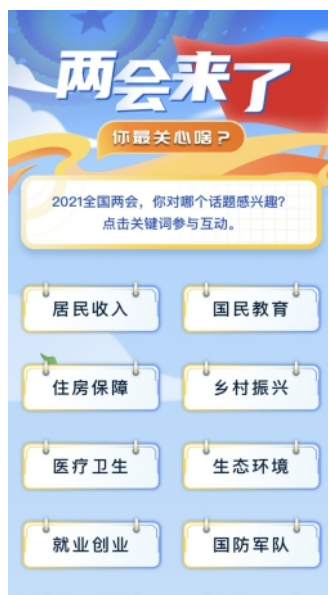 两会来了
你最关心啥？
2021全国两会，你对哪个话题感兴趣？
点击关键词参与互动。
居民收入
国民教育
住房保障
乡村振兴
医疗卫生
生态环境
就业创业
国防军队